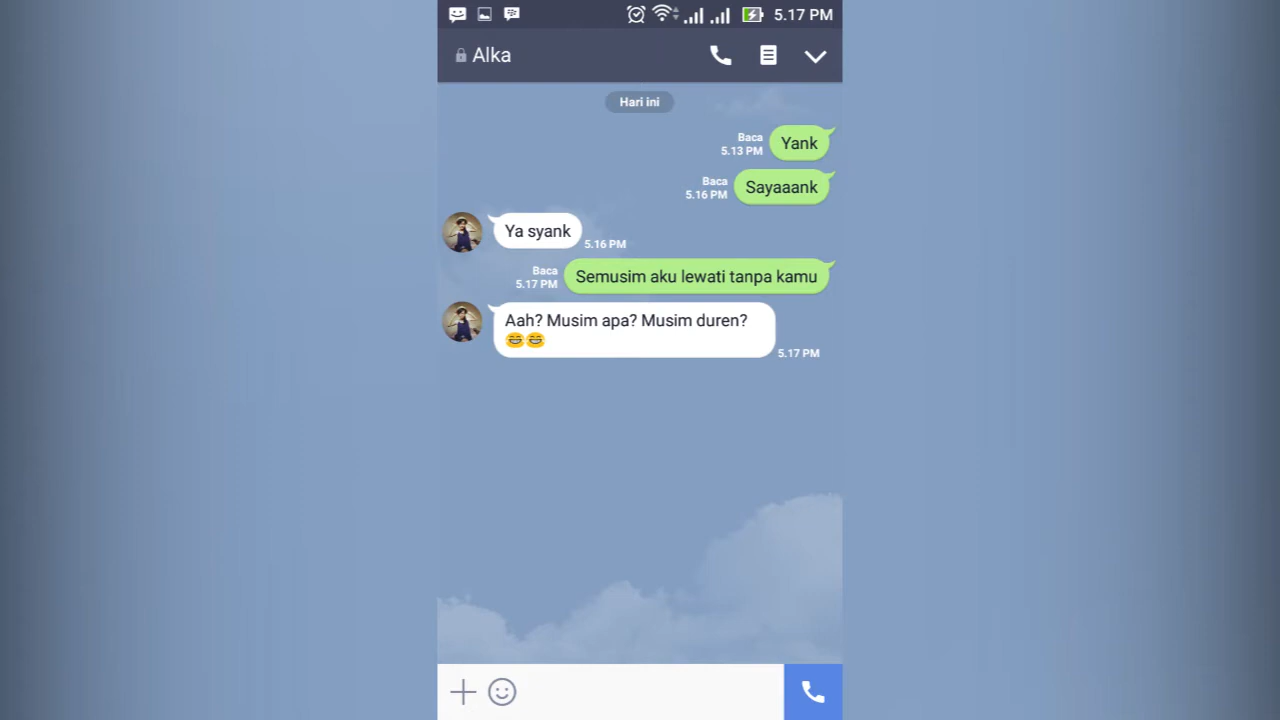 5.17 PM
Alka
Hari ini
Baca
5.13 PM
Yank
Baca
5.16 PM
Sayaaank
Ya syank
5.16 PM
Baca
5.17 PM
Semusim aku lewati tanpa kamu
Aah? Musim apa? Musim duren?
😂😂
5.17 PM